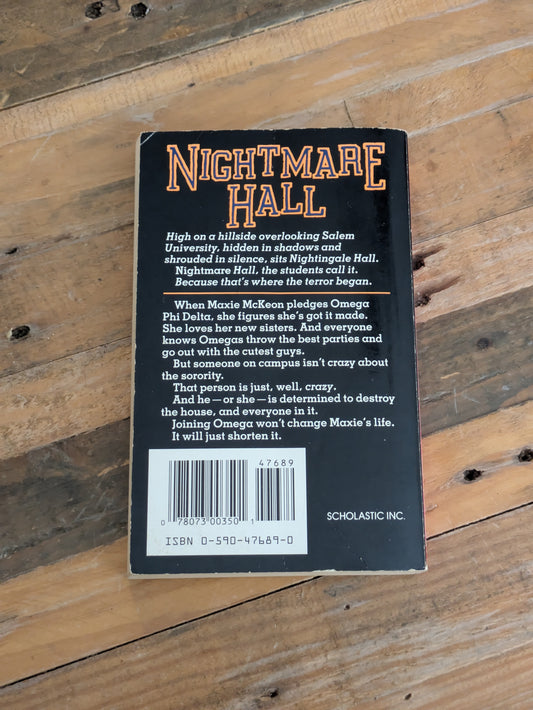 NIGHTMARE
HALL
High on a hillside overlooking Salem
University, hidden in shadows and
shrouded in silence, sits Nightingale Hall.
Nightmare Hall, the students call it.
Because that's where the terror began.
When Maxie McKeon pledges Omega
Phi Delta, she figures she's got it made.
She loves her new sisters. And everyone
knows Omegas throw the best parties and
go out with the cutest guys.
But someone on campus isn't crazy about
the sorority.
That person is just, well, crazy.
And he — or she — is determined to destroy
the house, and everyone in it.
Joining Omega won't change Maxie's life.
It will just shorten it.
47689
0 78073 00350 1
ISBN 0-590-47689-0
SCHOLASTIC INC.